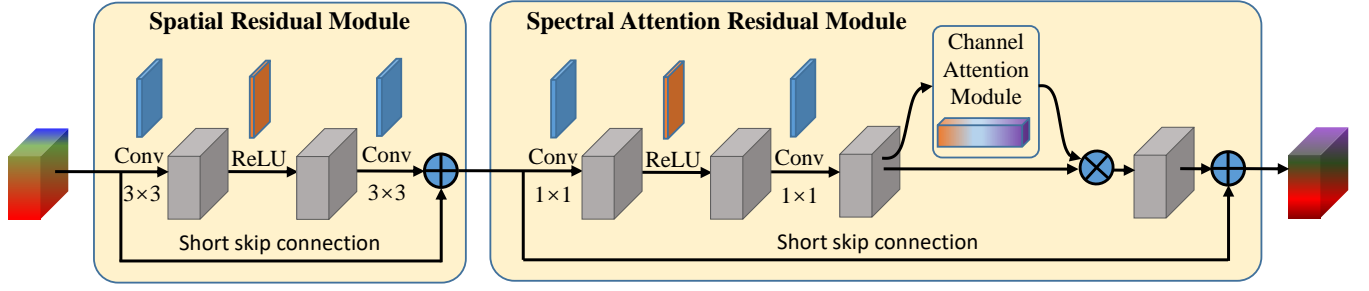 Spatial Residual Module
Conv
3×3
ReLU
Conv
3×3
Short skip connection
Spectral Attention Residual Module
Conv
1×1
ReLU
Conv
1×1
Channel
Attention
Module
Short skip connection